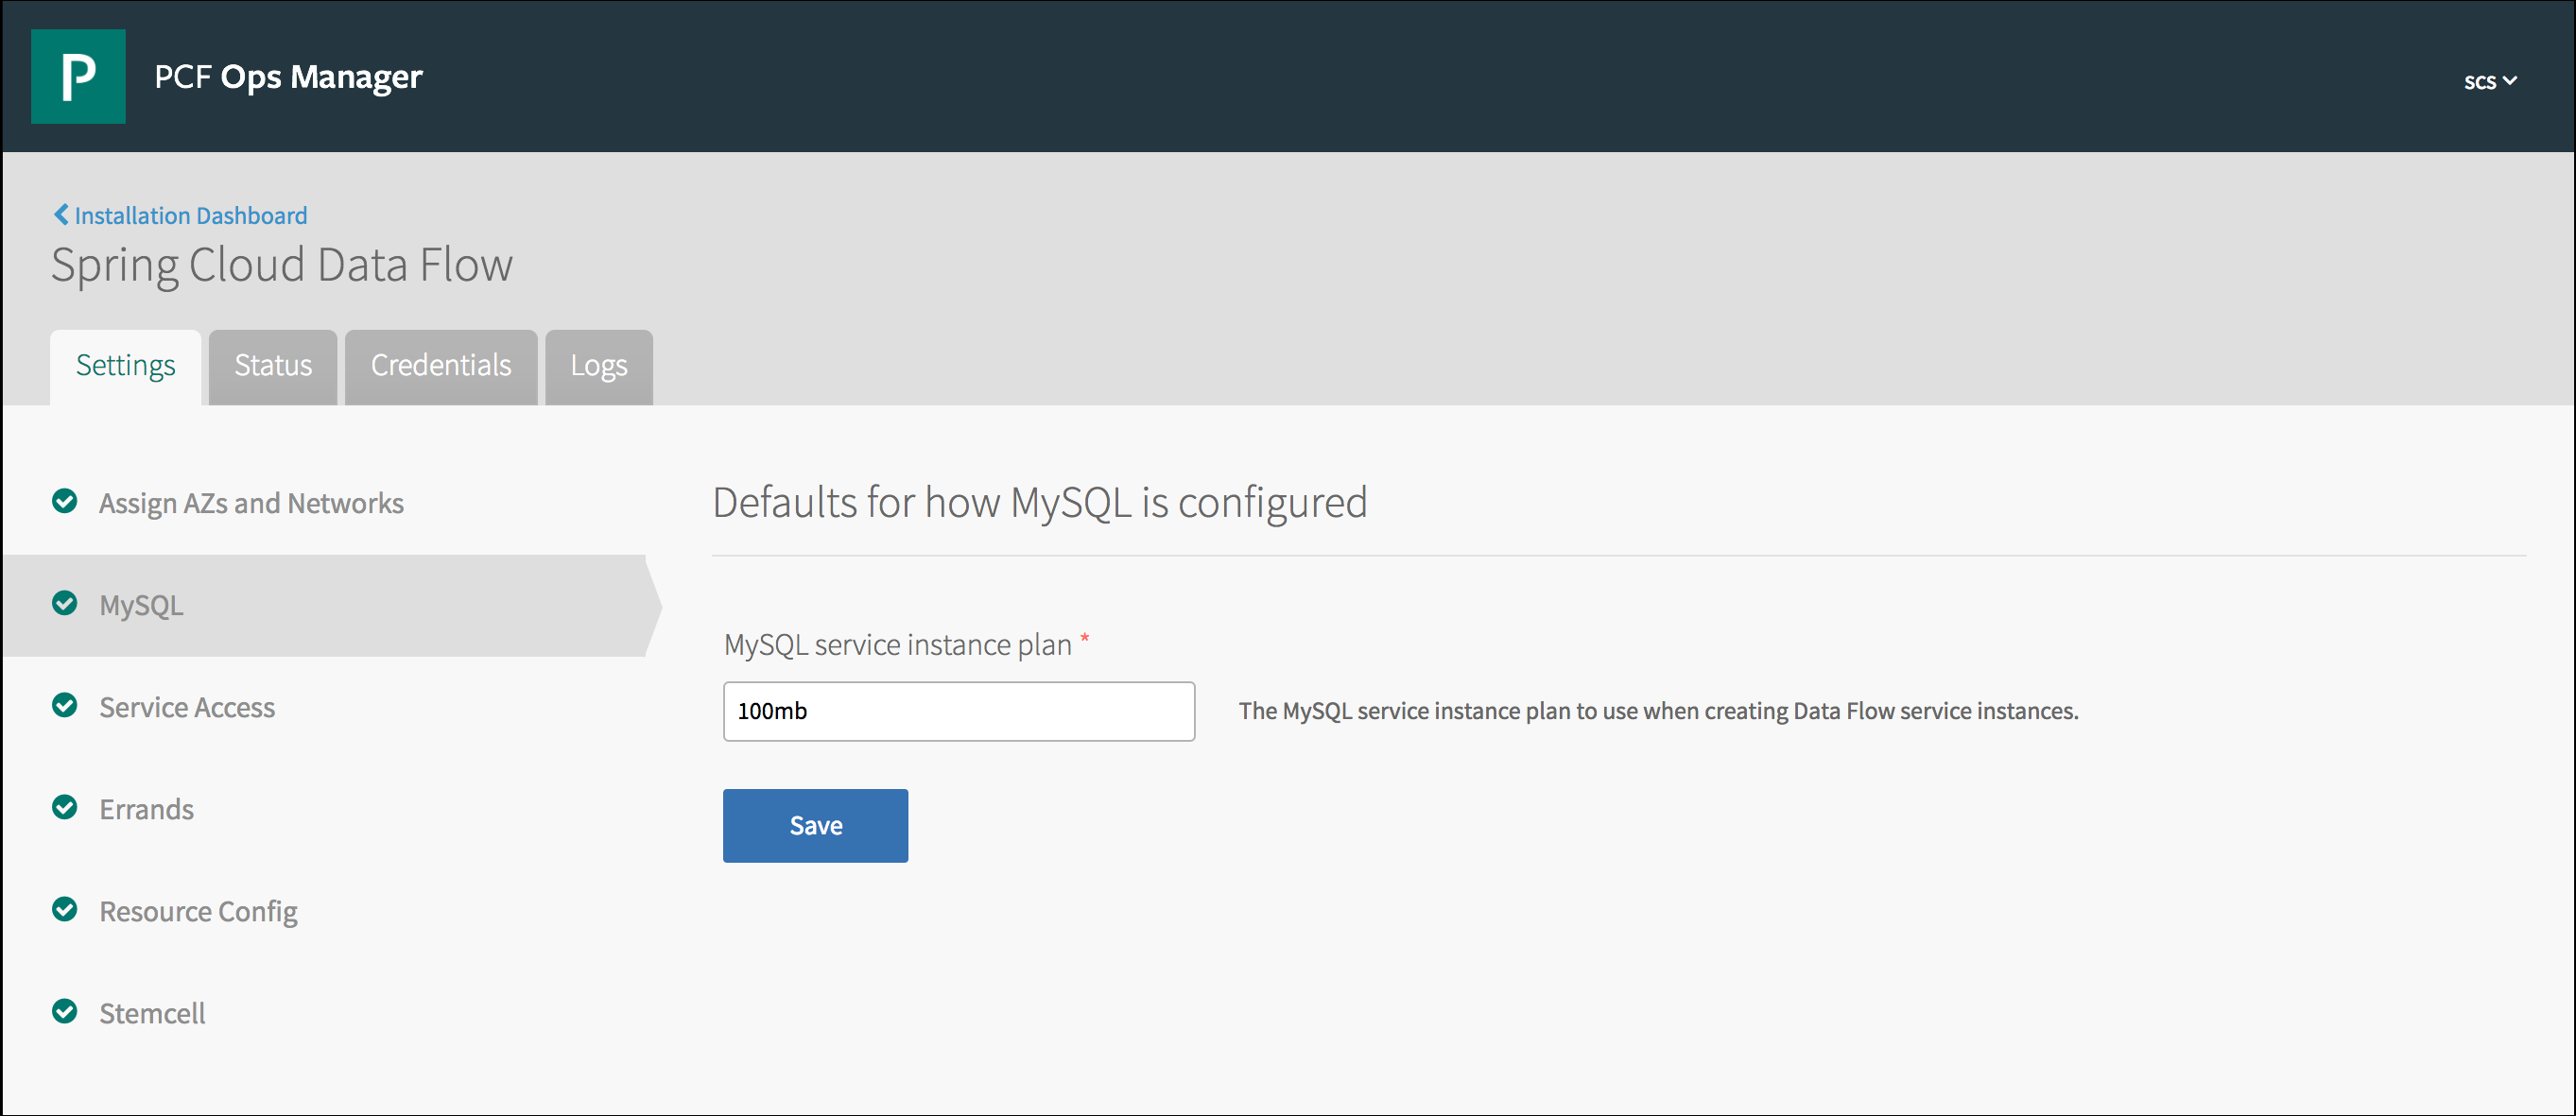 P
PCF Ops Manager
scs
Installation Dashboard
Spring Cloud Data Flow
Settings
Status
Credentials
Logs
Assign AZs and Networks
MySQL
Service Access
Errands
Resource Config
Stemcell
Defaults for how MySQL is configured
MySQL service instance plan *
100mb
The MySQL service instance plan to use when creating Data Flow service instances.
Save